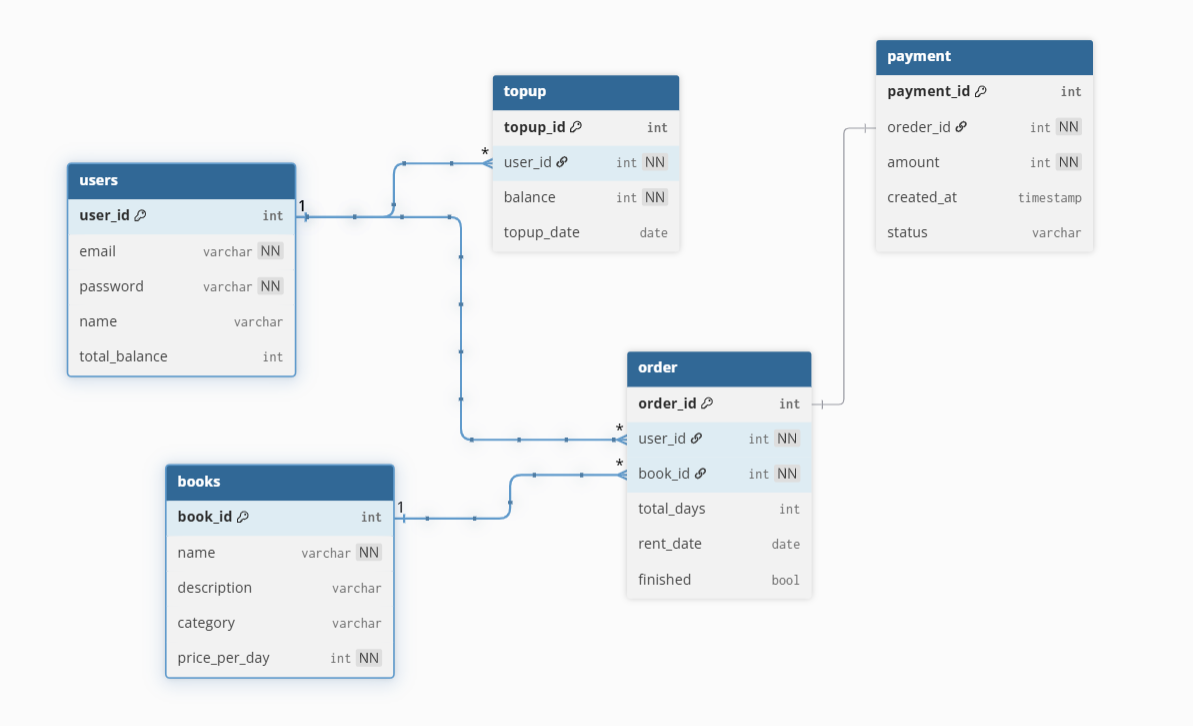 users
user_id int
email varchar NN
password varchar NN
name varchar
total_balance int
1
topup
topup_id int
* user_id int NN
balance int NN
topup_date date
payment
payment_id int
oreder_id int NN
amount int NN
created_at timestamp
status varchar
order
order_id int
* user_id int NN
* book_id int NN
total_days int
rent_date date
finished bool
books
book_id int
name varchar NN
description varchar
category varchar
price_per_day int NN
1